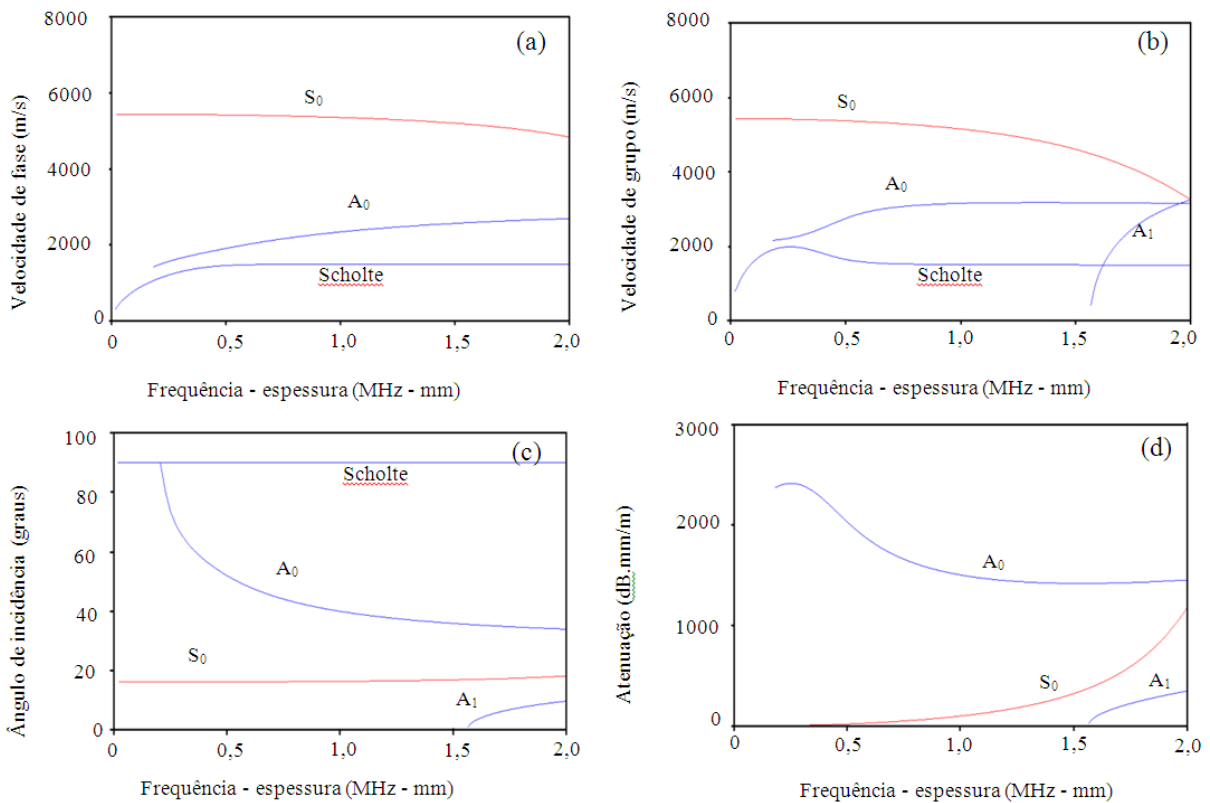 (a)
8000
6000
4000
2000
0
S0
A0
Scholte
0 0,5 1,0 1,5 2,0
Velocidade de fase (m/s)
Frequência - espessura (MHz - mm)
(b)
8000
6000
4000
2000
0
S0
A0
A1
Scholte
0 0,5 1,0 1,5 2,0
Velocidade de grupo (m/s)
Frequência - espessura (MHz - mm)
(c)
100
80
60
40
20
0
Scholte
A0
S0
A1
0 0,5 1,0 1,5 2,0
Ângulo de incidência (graus)
Frequência - espessura (MHz - mm)
(d)
3000
2000
1000
0
A0
S0
A1
0 0,5 1,0 1,5 2,0
Atenuação (dB.mm/m)
Frequência - espessura (MHz - mm)